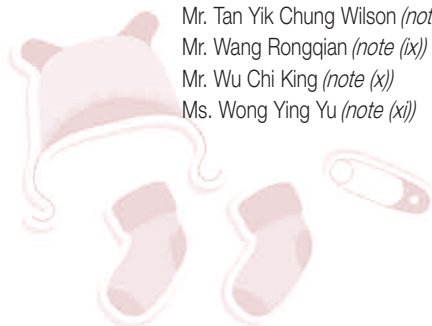 Mr. Tan Yik Chung Wilson (not
Mr. Wang Rongqian (note (ix))
Mr. Wu Chi King (note (x))
Ms. Wong Ying Yu (note (xi))